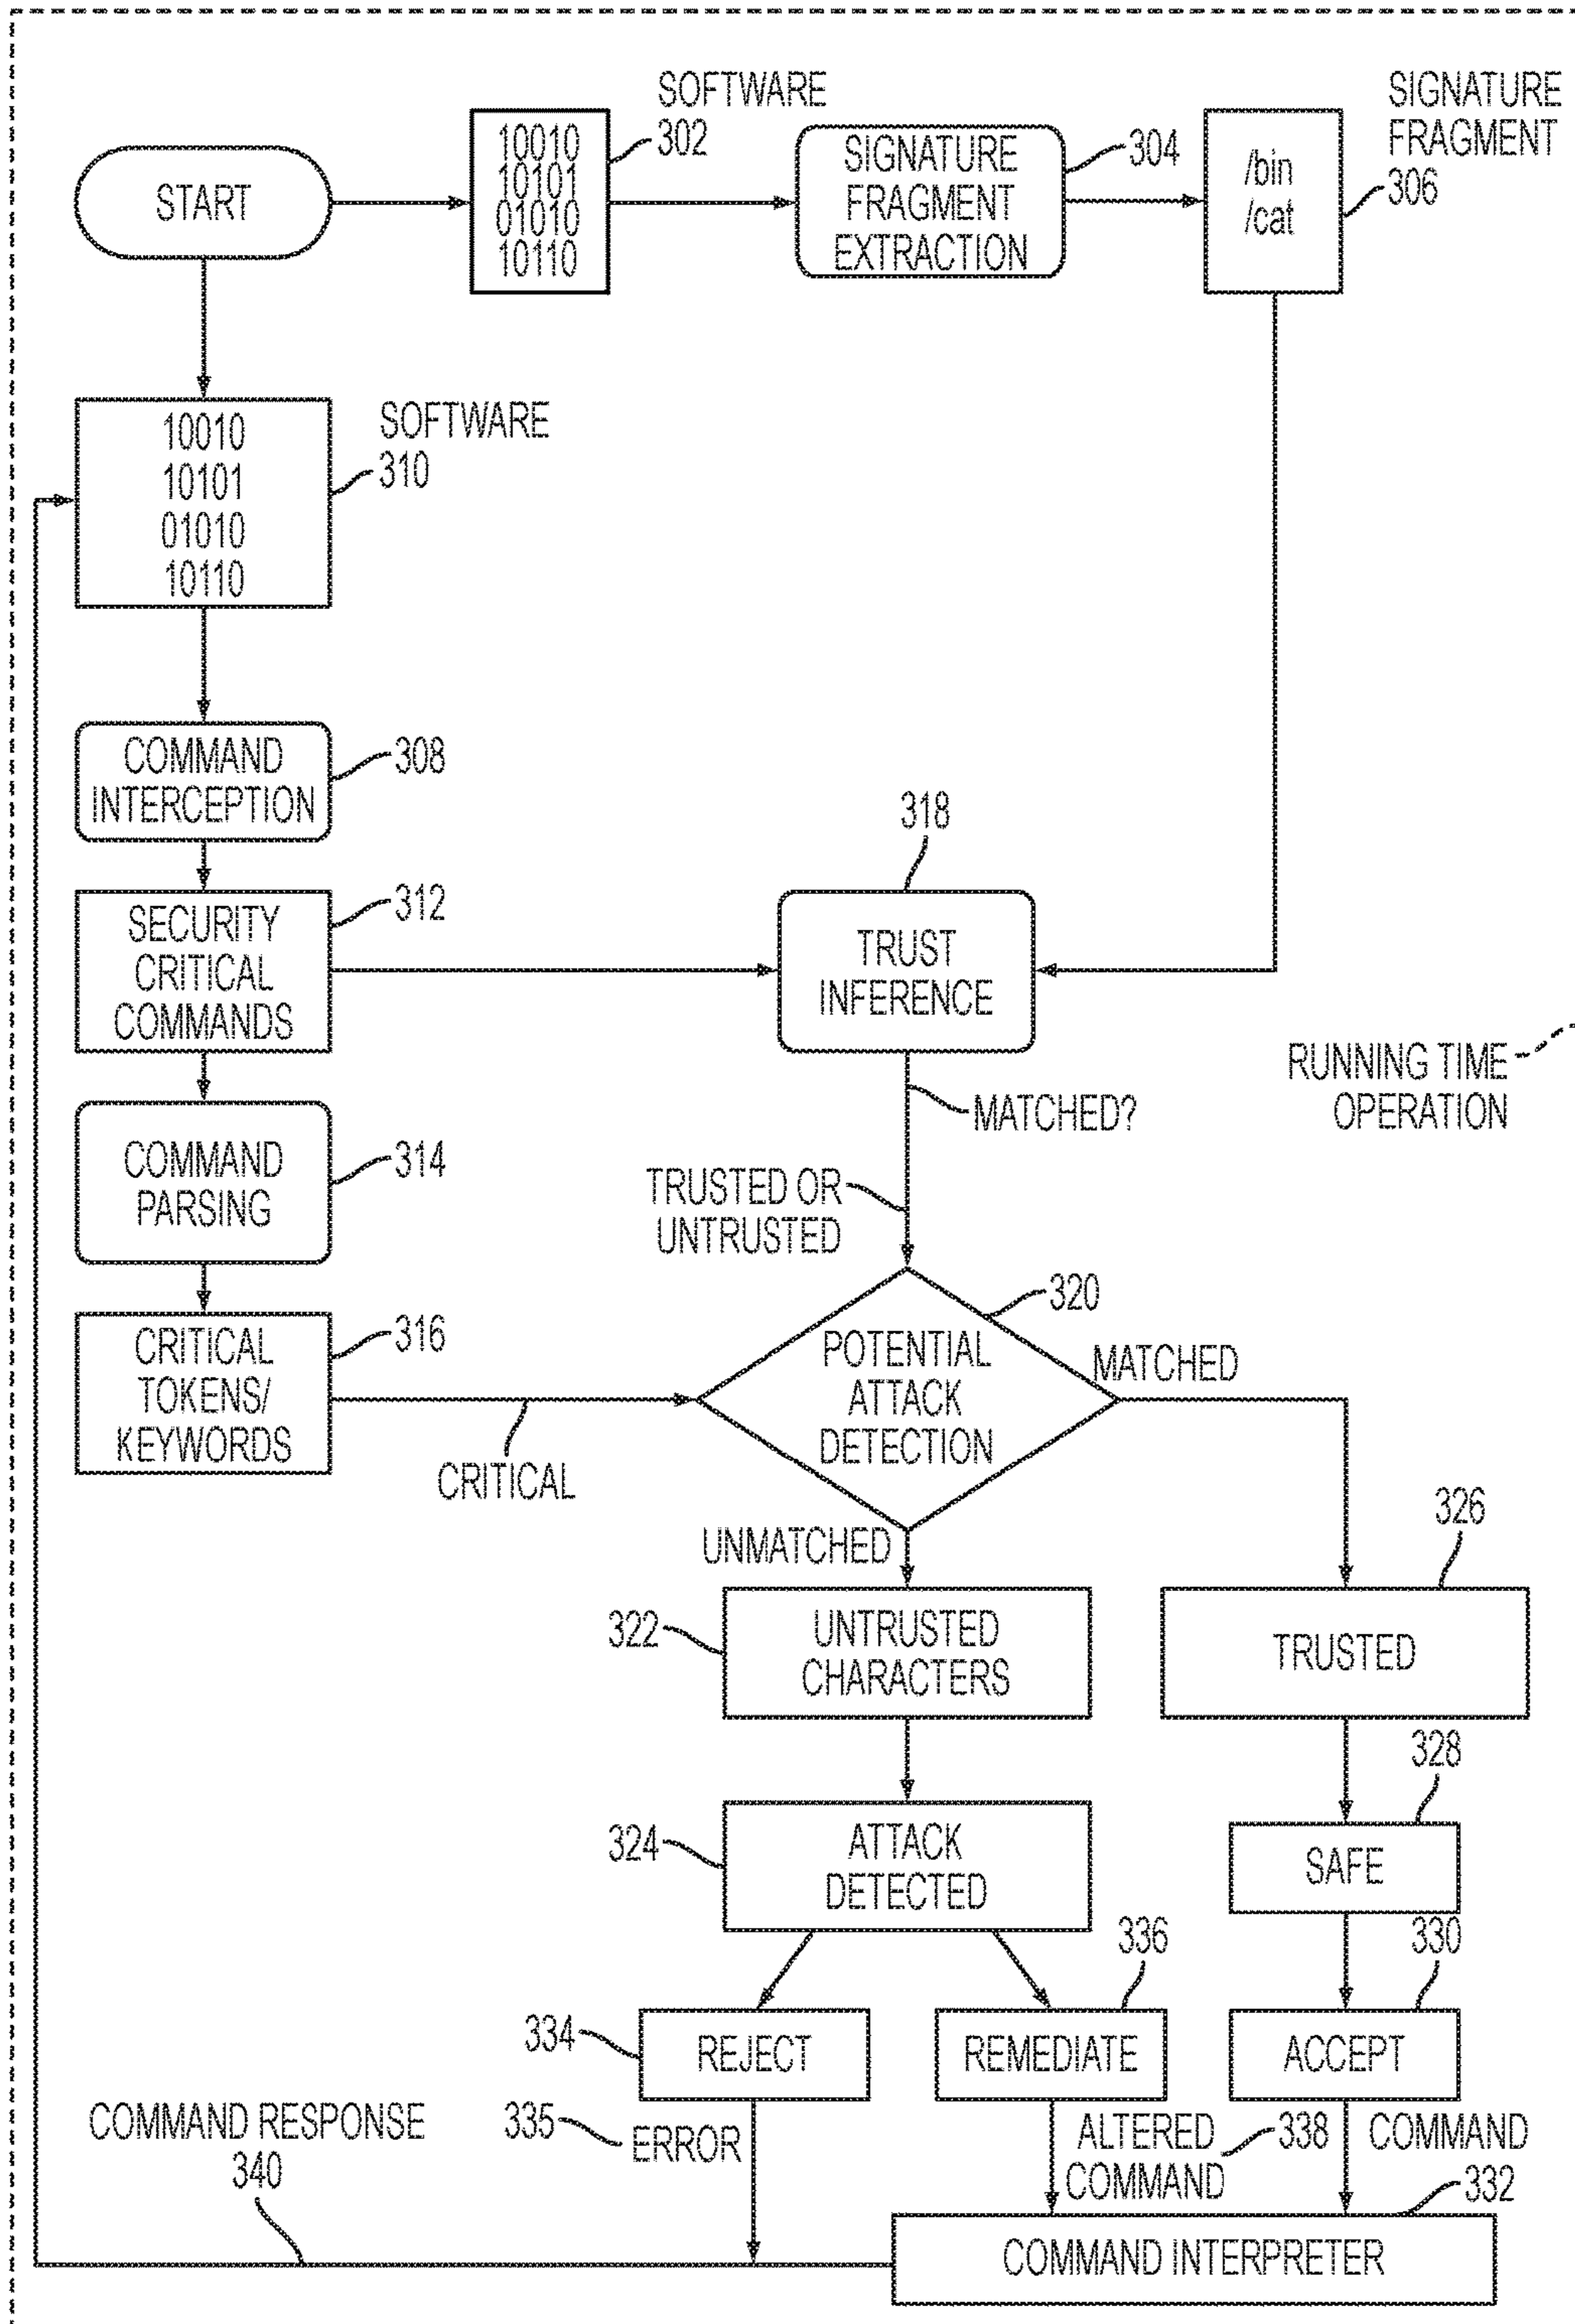 START
SOFTWARE
302
10010
10101
01010
10110
SIGNATURE
FRAGMENT
EXTRACTION
304
/bin
/cat
SIGNATURE
FRAGMENT
306
10010
10101
01010
10110
SOFTWARE
310
COMMAND
INTERCEPTION
308
SECURITY
CRITICAL
COMMANDS
312
318
TRUST
INFERENCE
RUNNING TIME
OPERATION
MATCHED?
COMMAND
PARSING
314
TRUSTED OR
UNTRUSTED
CRITICAL
TOKENS/
KEYWORDS
316
CRITICAL
320
POTENTIAL
ATTACK
DETECTION
MATCHED
UNMATCHED
326
322
UNTRUSTED
CHARACTERS
TRUSTED
328
324
ATTACK
DETECTED
SAFE
336
330
334
REJECT
REMEDIATE
ACCEPT
335
ERROR
ALTERED
COMMAND
338
COMMAND
332
COMMAND RESPONSE
340
COMMAND INTERPRETER